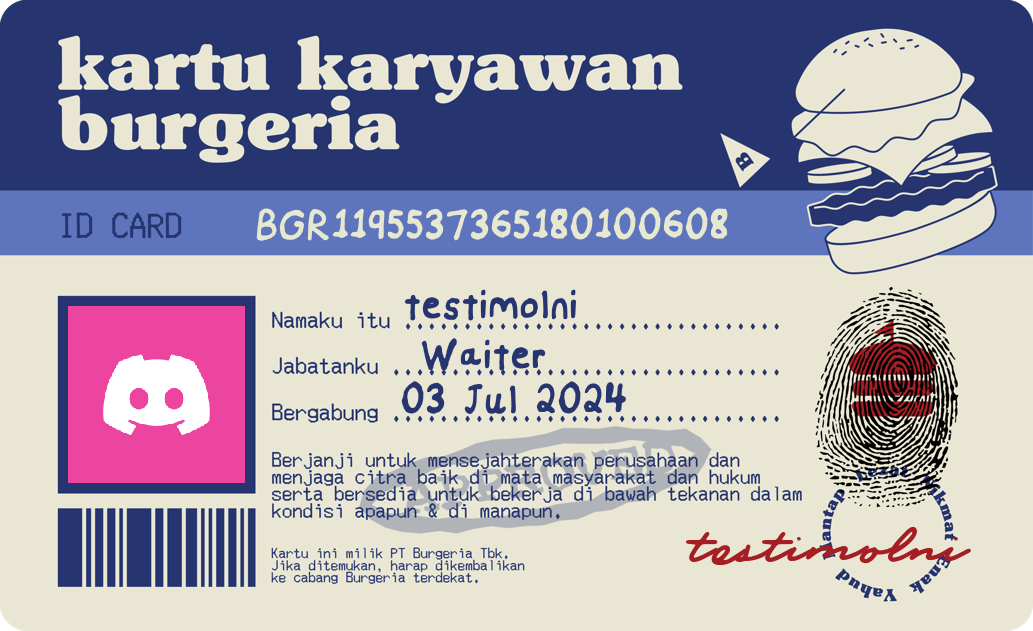 kartu karyawan
burgeria
B
ID CARD BGR1195537365180100608
Namaku itu testimolni
Jabatanku Waiter
Bergabung 03 Jul 2024
APPROVED
Berjanji untuk mensejahterakan perusahaan dan
menjaga citra baik di mata masyarakat dan hukum
serta bersedia untuk bekerja di bawah tekanan dalam
kondisi apapun & di manapun.
Kartu ini milik PT Burgeria Tbk.
Jika ditemukan, harap dikembalikan
ke cabang Burgeria terdekat.
testimolni
Mantap Lezat Nikmat Enak Yahud